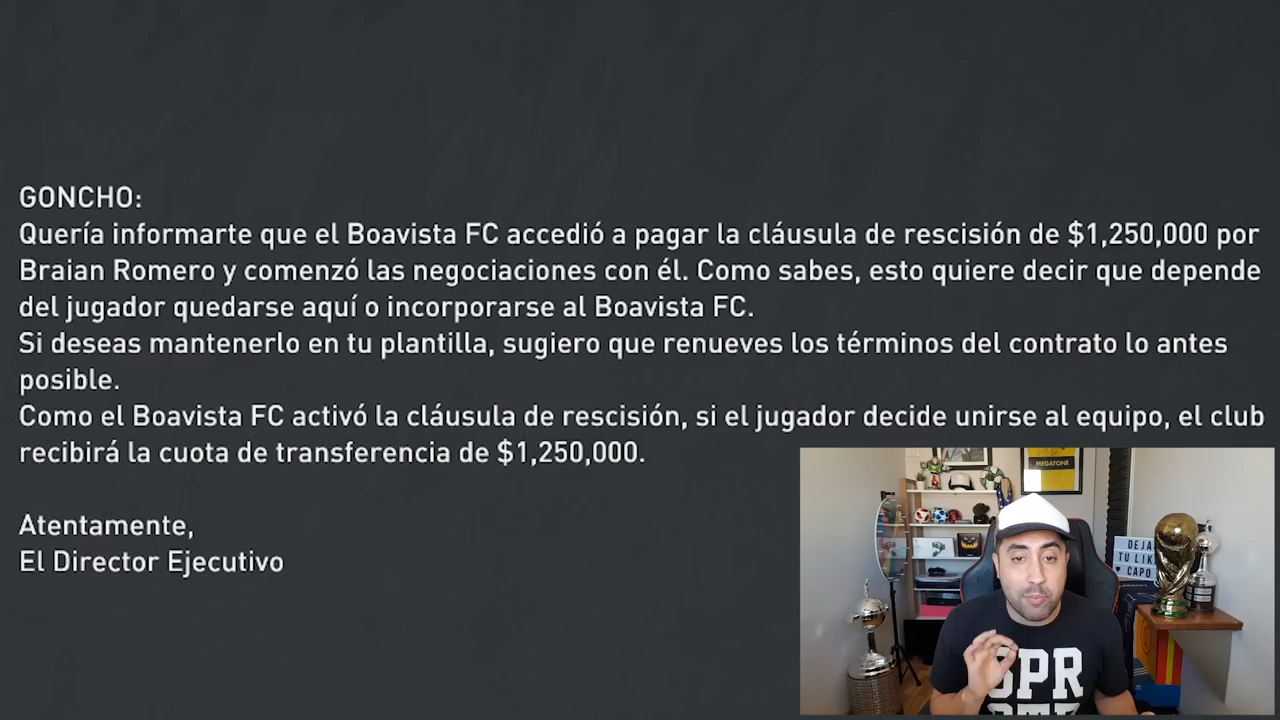 GONCHO:
Quería informarte que el Boavista FC accedió a pagar la cláusula de rescisión de $1,250,000 por
Braian Romero y comenzó las negociaciones con él. Como sabes, esto quiere decir que depende
del jugador quedarse aquí o incorporarse al Boavista FC.
Si deseas mantenerlo en tu plantilla, sugiero que renueves los términos del contrato lo antes
posible.
Como el Boavista FC activó la cláusula de rescisión, si el jugador decide unirse al equipo, el club
recibirá la cuota de transferencia de $1,250,000.
Atentamente,
El Director Ejecutivo
MEGATONE
DEJA
TU LIK
♥ CAPO
SPR